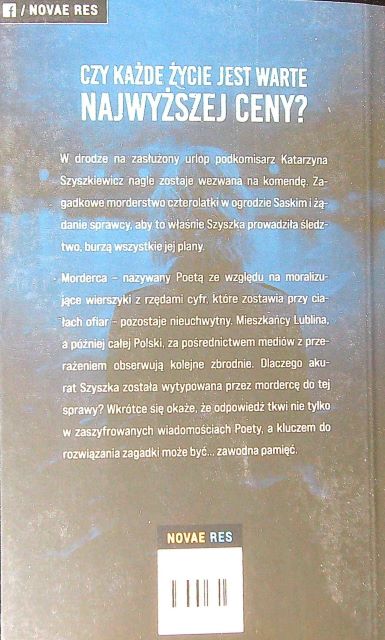 f / NOVAE RES
CZY KAŻDE ŻYCIE JEST WARTE
NAJWYŻSZEJ CENY?
W drodze na zasłużony urlop podkomisarz Katarzyna
Szyszkiewicz nagle zostaje wezwana na komendę. Za-
gadkowe morderstwo czterolatki w ogrodzie Saskim i żą-
danie sprawcy, aby to właśnie Szyszka prowadziła śledz-
two, burzą wszystkie jej plany.
Morderca – nazywany Poetą ze względu na moralizu-
jące wierszyki z rzędami cyfr, które zostawia przy cia-
łach ofiar – pozostaje nieuchwytny. Mieszkańcy Lublina,
a później całej Polski, za pośrednictwem mediów z prze-
rażeniem obserwują kolejne zbrodnie. Dlaczego aku-
rat Szyszka została wytypowana przez mordercę do tej
sprawy? Wkrótce się okaże, że odpowiedź tkwi nie tylko
w zaszyfrowanych wiadomościach Poety, a kluczem do
rozwiązania zagadki może być... zawodna pamięć.
NOVAE RES